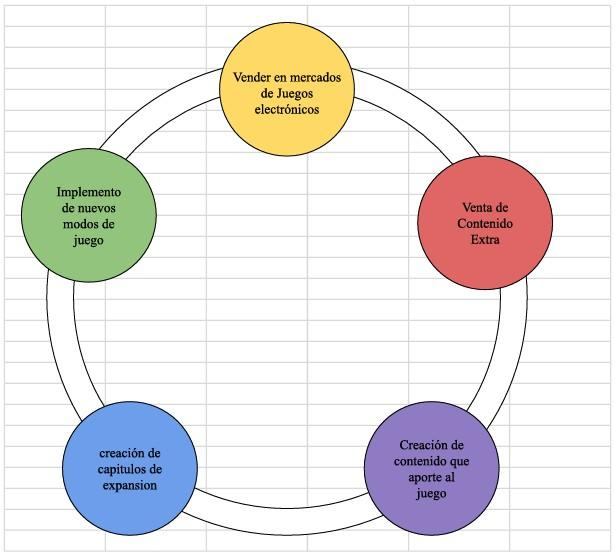 Vender en mercados
de Juegos
electrónicos
Implemento
de nuevos
modos de
juego
Venta de
Contenido
Extra
creación de
capitulos de
expansion
Creación de
contenido que
aporte al
juego